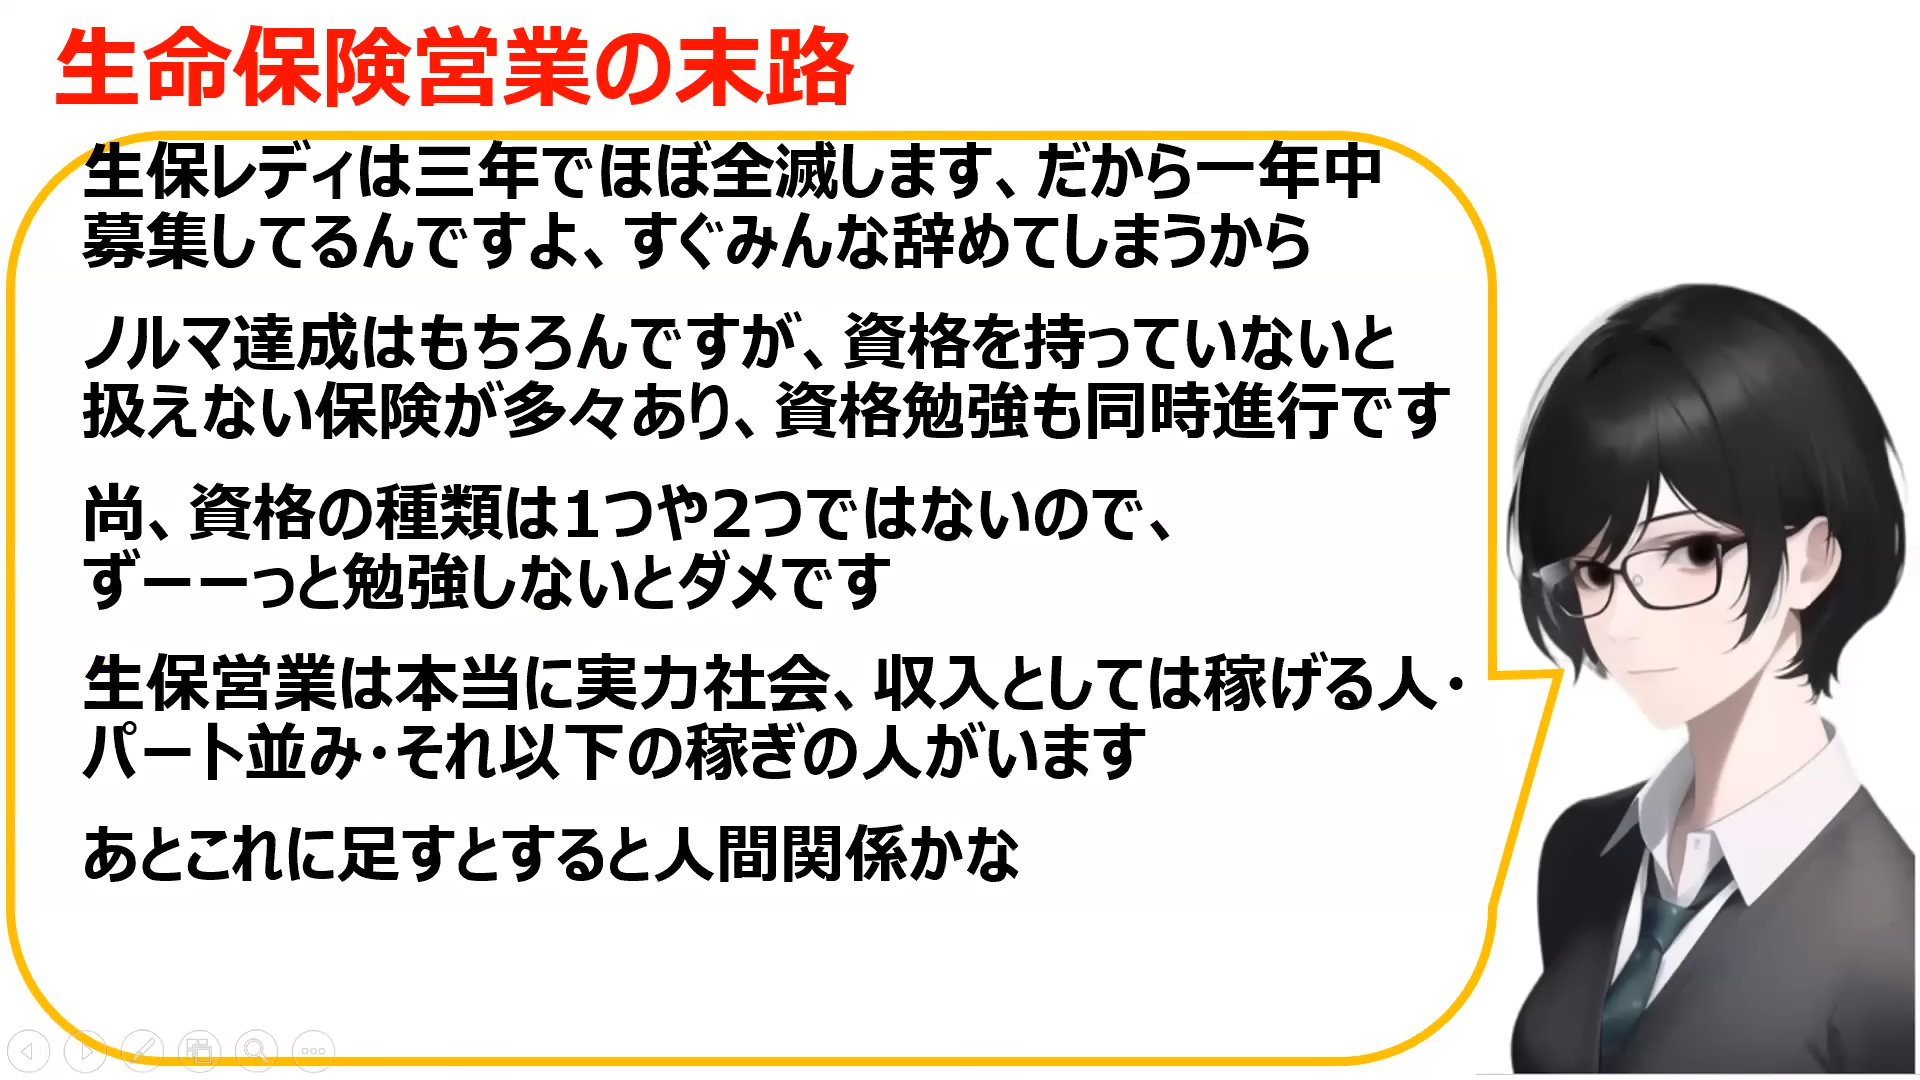 生命保険営業の末路
生保レディは三年でほぼ全滅します、だから一年中
募集してるんですよ、すぐみんな辞めてしまうから
ノルマ達成はもちろんですが、資格を持っていないと
扱えない保険が多々あり、資格勉強も同時進行です
尚、資格の種類は1つや2つではないので、
ずーーっと勉強しないとダメです
生保営業は本当に実力社会、収入としては稼げる人・
パート並み・それ以下の稼ぎの人がいます
あとこれに足すとすると人間関係かな